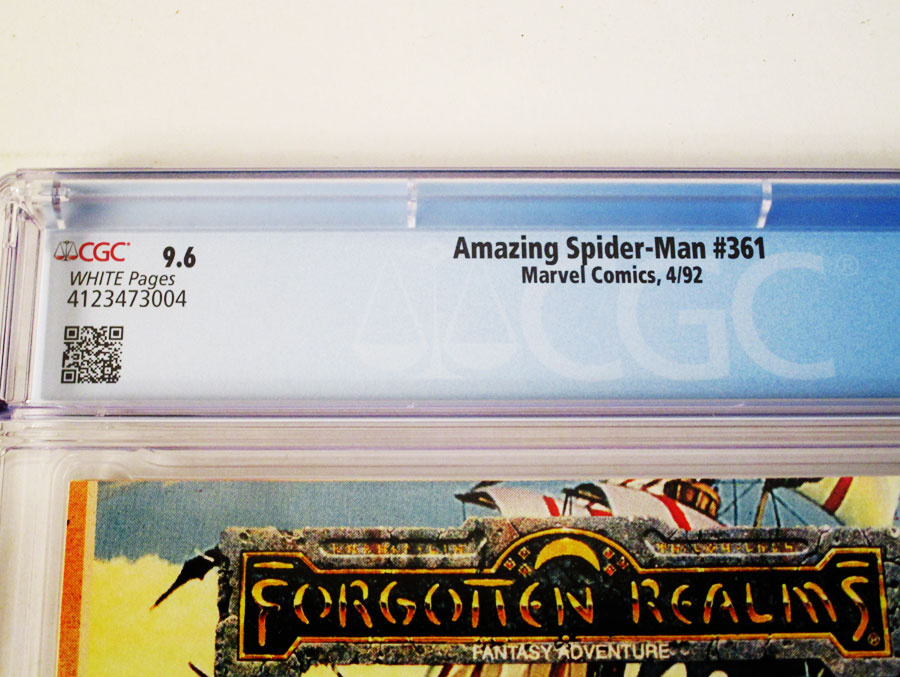 CGC® 9.6
WHITE Pages
4123473004
Amazing Spider-Man #361
Marvel Comics, 4/92
CGC®
FORGOTTEN REALMS®
FANTASY ADVENTURE